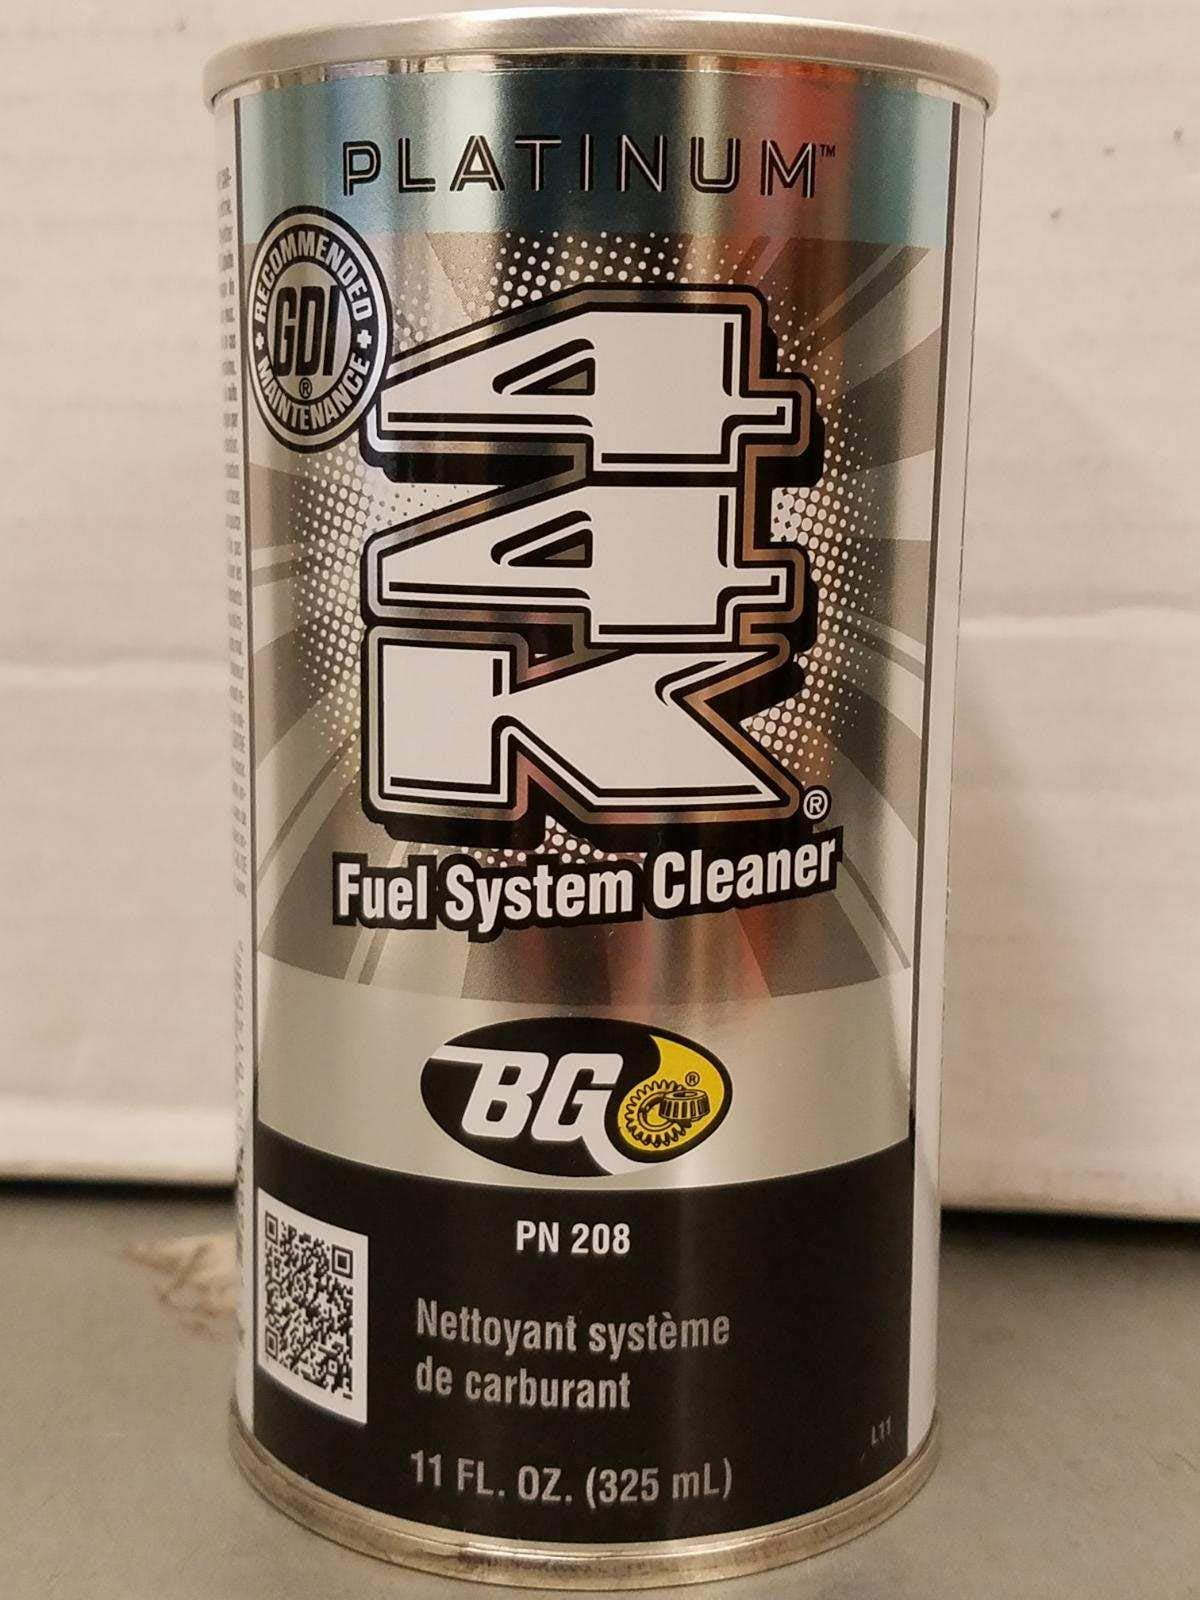 PLATINUM™
RECOMMENDED
GDI
®
MAINTENANCE
44K®
Fuel System Cleaner
BG®
PN 208
Nettoyant système
de carburant
11 FL. OZ. (325 mL)
L11